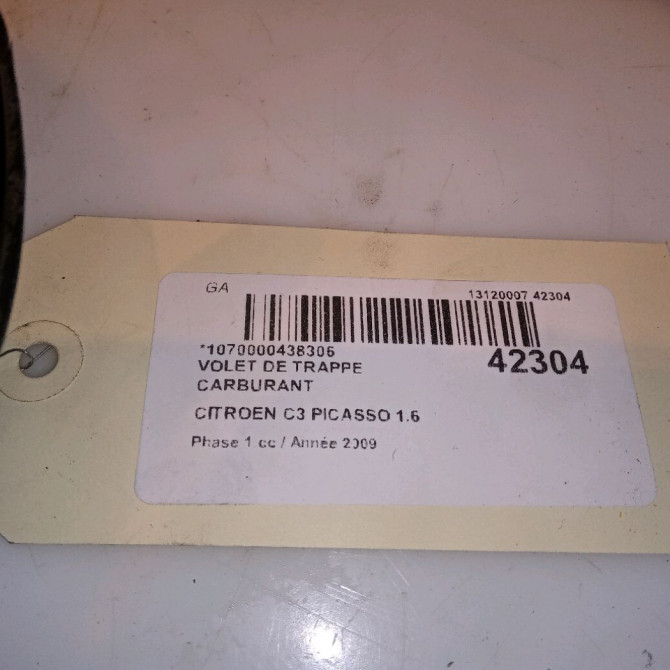 GA
13120007 42304
*1070000438306
42304
VOLET DE TRAPPE
CARBURANT
CITROEN C3 PICASSO 1.6
Phase 1 cc / Année 2009